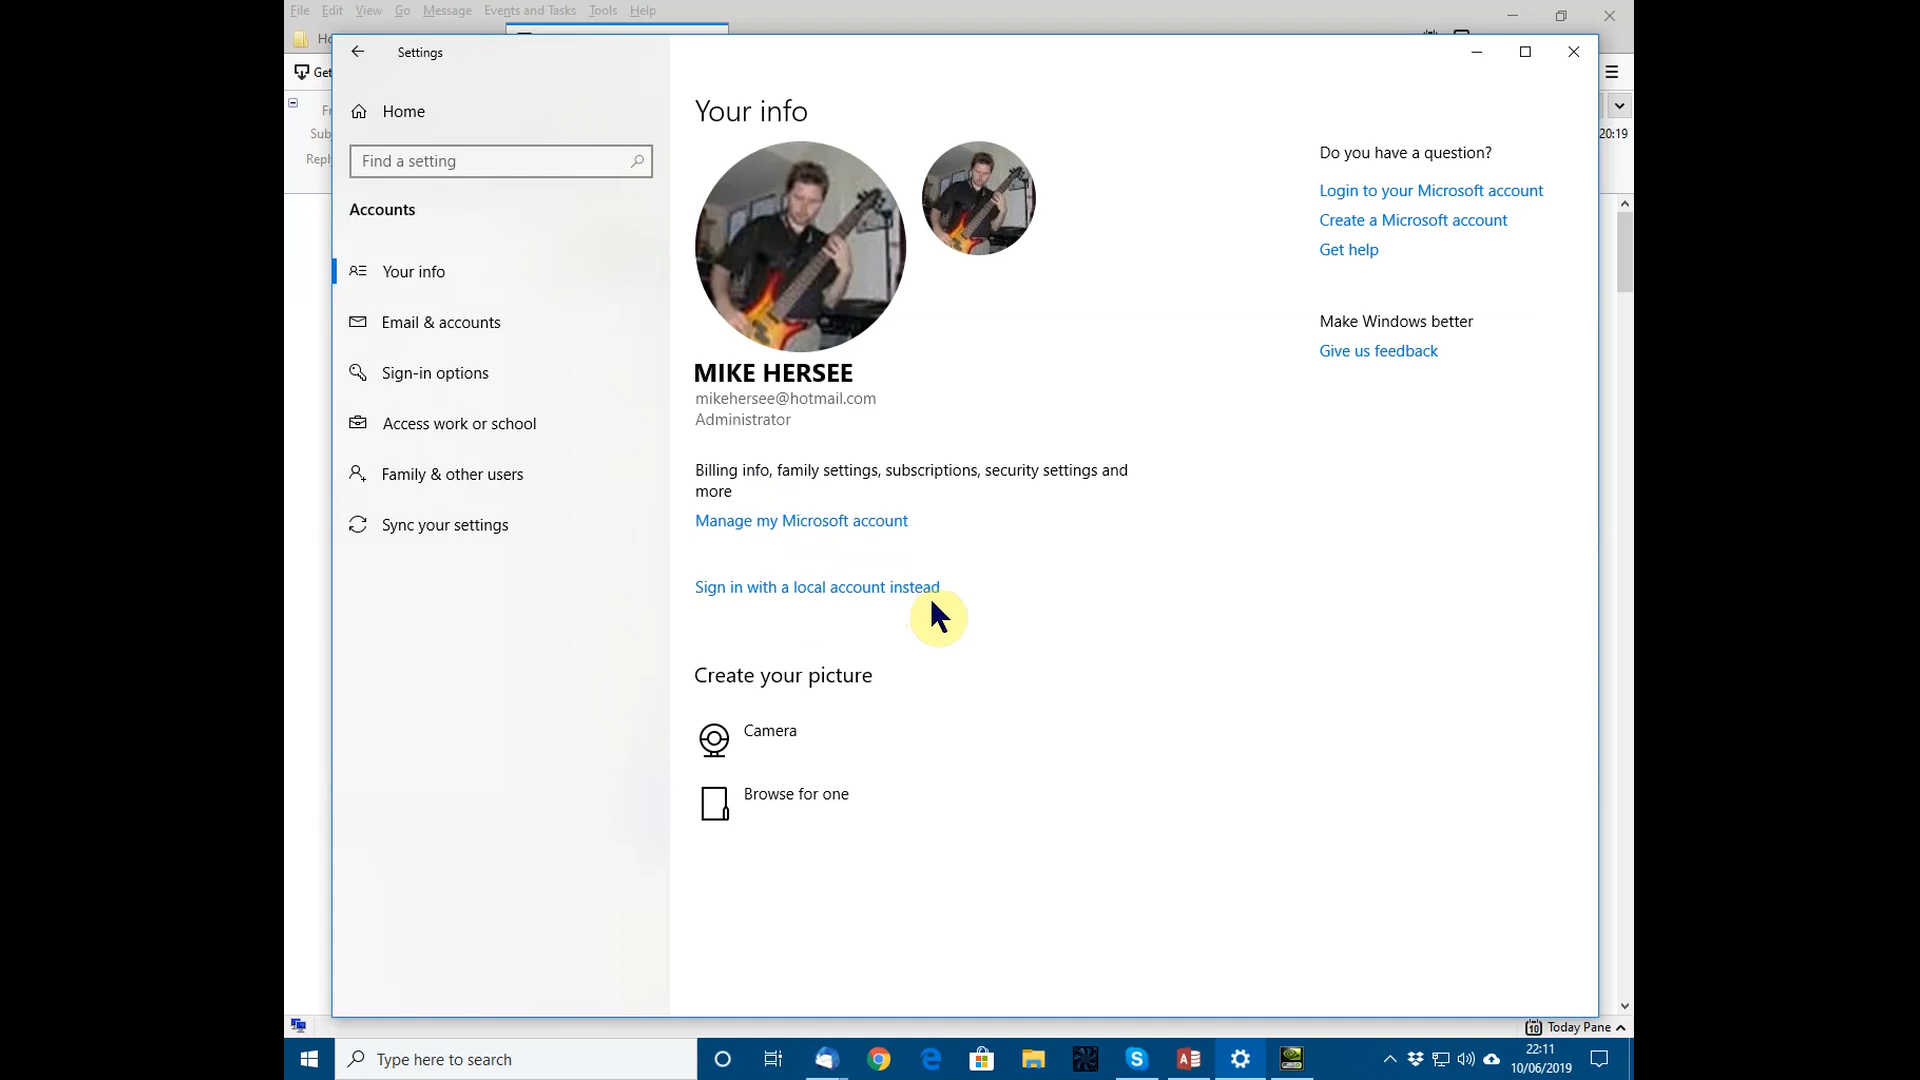 File Edit View Go Message Events and Tasks Tools Help
Get
20:19
Settings
Home
Find a setting
Accounts
Your info
Email & accounts
Sign-in options
Access work or school
Family & other users
Sync your settings
Your info
MIKE HERSEE
mikehersee@hotmail.com
Administrator
Billing info, family settings, subscriptions, security settings and
more
Manage my Microsoft account
Sign in with a local account instead
Create your picture
Camera
Browse for one
Do you have a question?
Login to your Microsoft account
Create a Microsoft account
Get help
Make Windows better
Give us feedback
10 Today Pane
Type here to search
22:11
10/06/2019